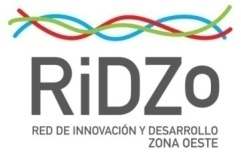 RiDZo
RED DE INNOVACIÓN Y DESARROLLO
ZONA OESTE